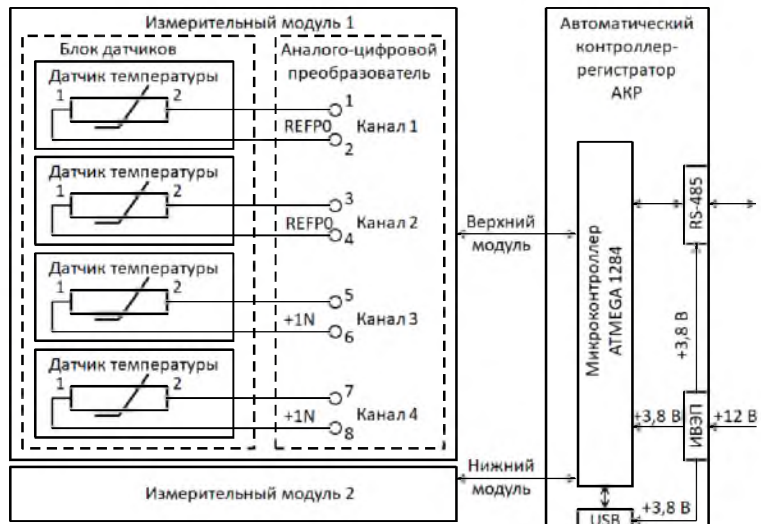 Измерительный модуль 1
Блок датчиков
Аналого-цифровой
преобразователь
Датчик температуры
1
2
REFP0
1
2
Канал 1
Датчик температуры
1
2
REFP0
3
4
Канал 2
Датчик температуры
1
2
+1N
5
6
Канал 3
Датчик температуры
1
2
+1N
7
8
Канал 4
Измерительный модуль 2
Верхний
модуль
Нижний
модуль
Автоматический
контроллер-
регистратор
АКР
Микроконтроллер
ATMEGA 1284
RS-485
+3,8 В
+3,8 В
ИВЭП
+12 В
+3,8 В
USB